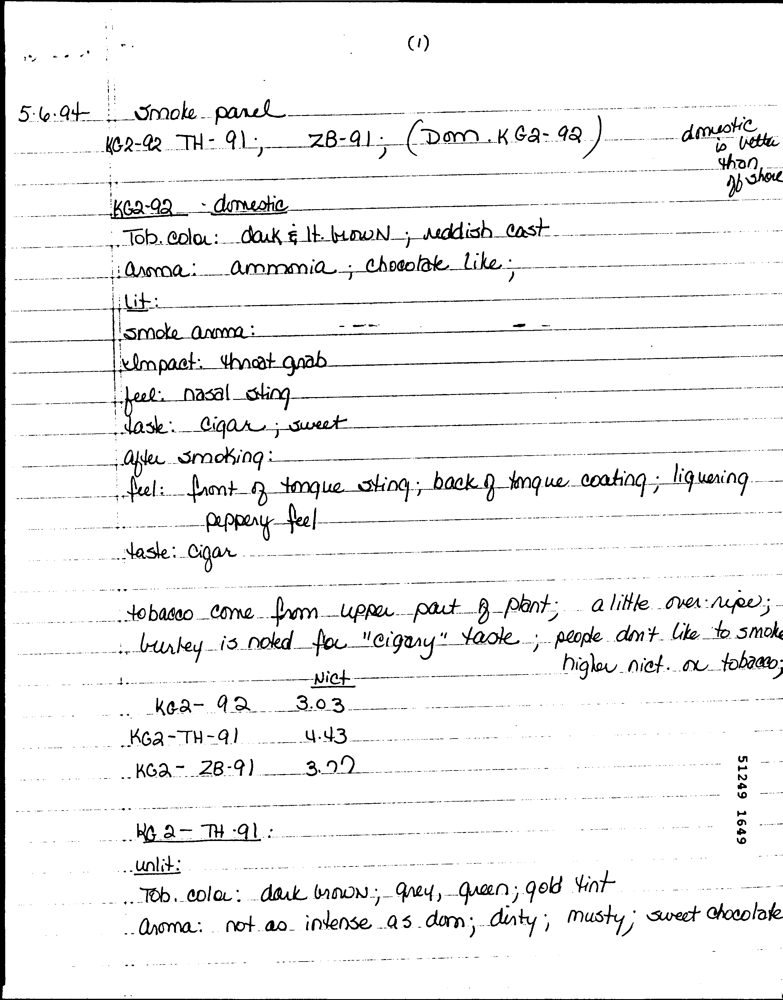 (1)
5.6.94 smoke panel
KG2-92 TH-91; ZB-91; (Dom. KG2-92)
domestic
is better
than
of shore
KG2-92 - domestic
Tob. color: dark & lt. brown; reddish cast
aroma: ammonia; chocolate like;
Lit:
smoke aroma: --- - -
Impact: throat grab
feel: nasal sting
taste: cigar; sweet
after smoking:
feel: front of tongue sting; back of tongue coating; liquering
peppery feel
taste: cigar
tobacco come from upper part of plant; a little over-ripe;
burley is noted for "cigary" taste; people don't like to smoke
higher nict. on tobacco;
Nict
KG2-92 3.03
KG2-TH-91 4.43
KG2-ZB-91 3.77
KG2-TH-91:
unlit:
Tob. color: dark brown; grey, green; gold tint
aroma: not as intense as dom; dirty; musty; sweet chocolate
51249 1649